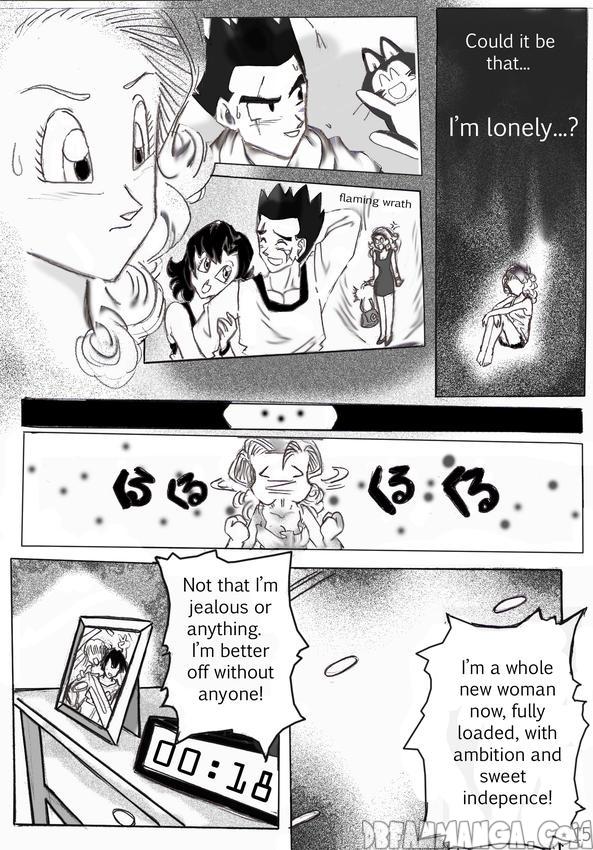 Could it be
that...
I'm lonely...?
flaming wrath
...
くる くる
くる くる
Not that I'm
jealous or
anything.
I'm better
off without
anyone!
00:18
I'm a whole
new woman
now, fully
loaded, with
ambition and
sweet
indepence!
DBFANMANGA.COM
15